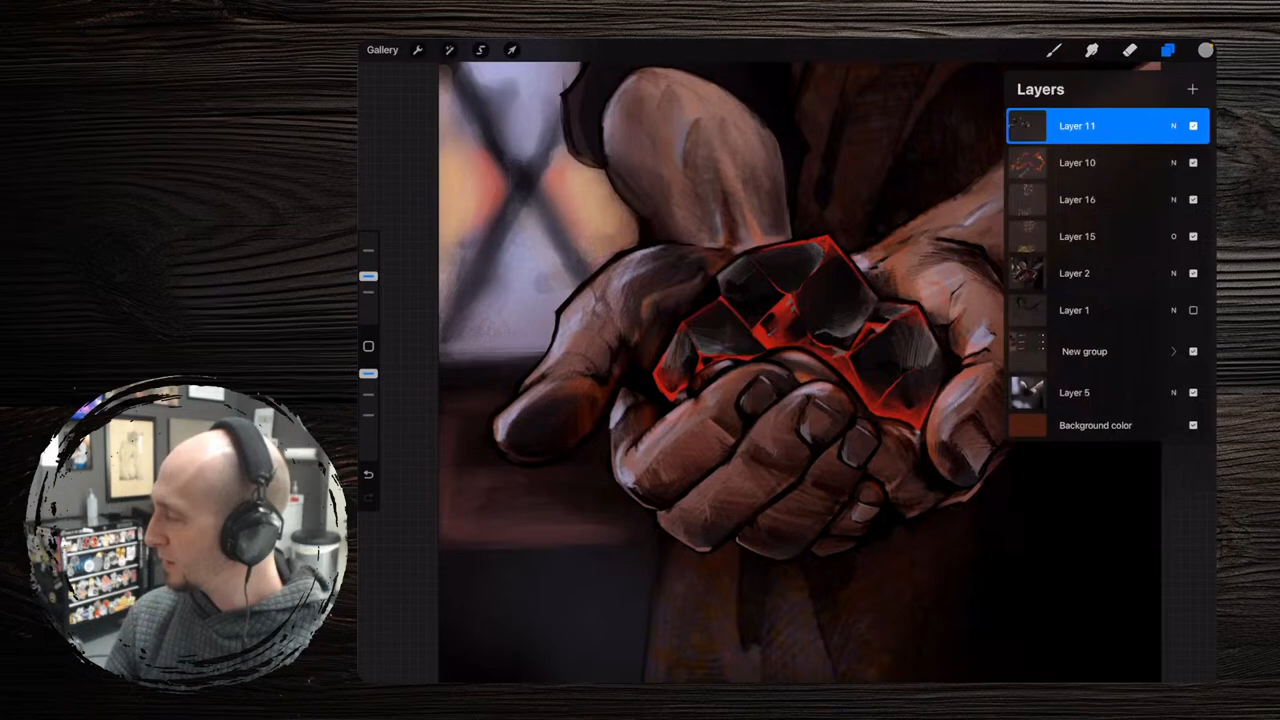 Gallery
Layers
Layer 11 N
Layer 10 N
Layer 16 N
Layer 15 O
Layer 2 N
Layer 1 N
New group
Layer 5 N
Background color